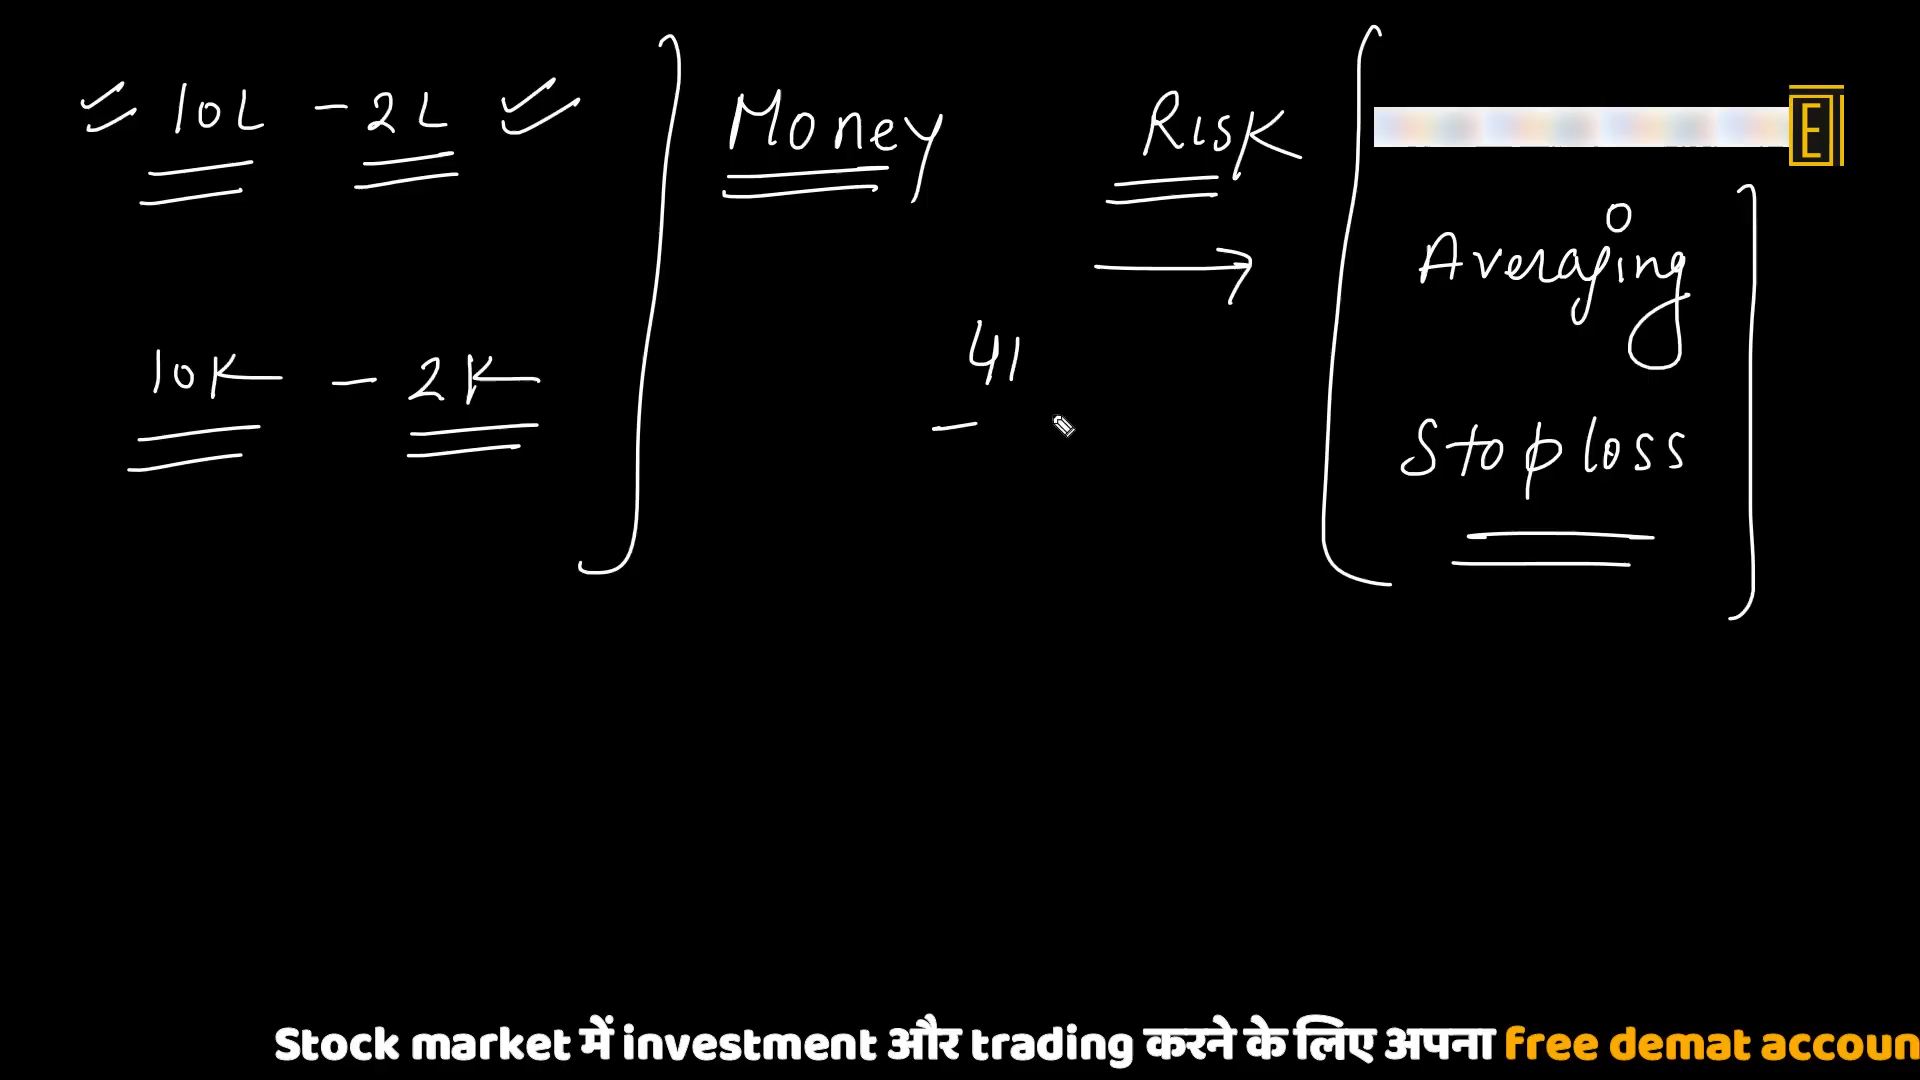 10L - 2L
Money
Risk
E
Averaging
10K - 2K
41
-
Stoploss
Stock market में investment और trading करने के लिए अपना free demat accoun